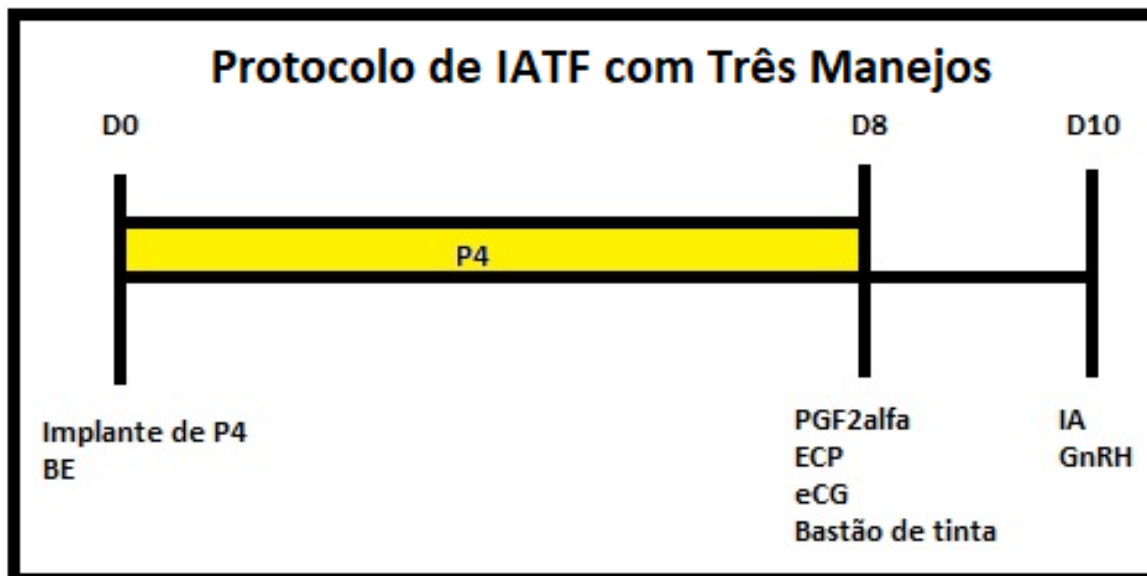 Protocolo de IATF com Três Manejos
D0
D8
D10
P4
Implante de P4
BE
PGF2alfa
ECP
eCG
Bastão de tinta
IA
GnRH